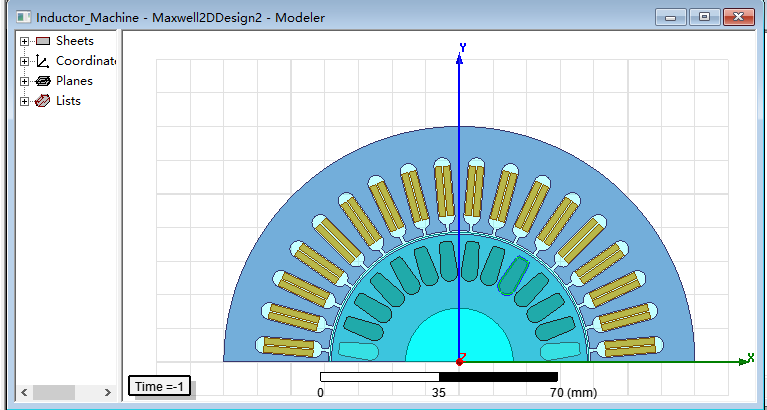 Inductor_Machine - Maxwell2DDesign2 - Modeler
Sheets
Coordinat
Planes
Lists
Y
X
Z
Time =-1
0 35 70 (mm)